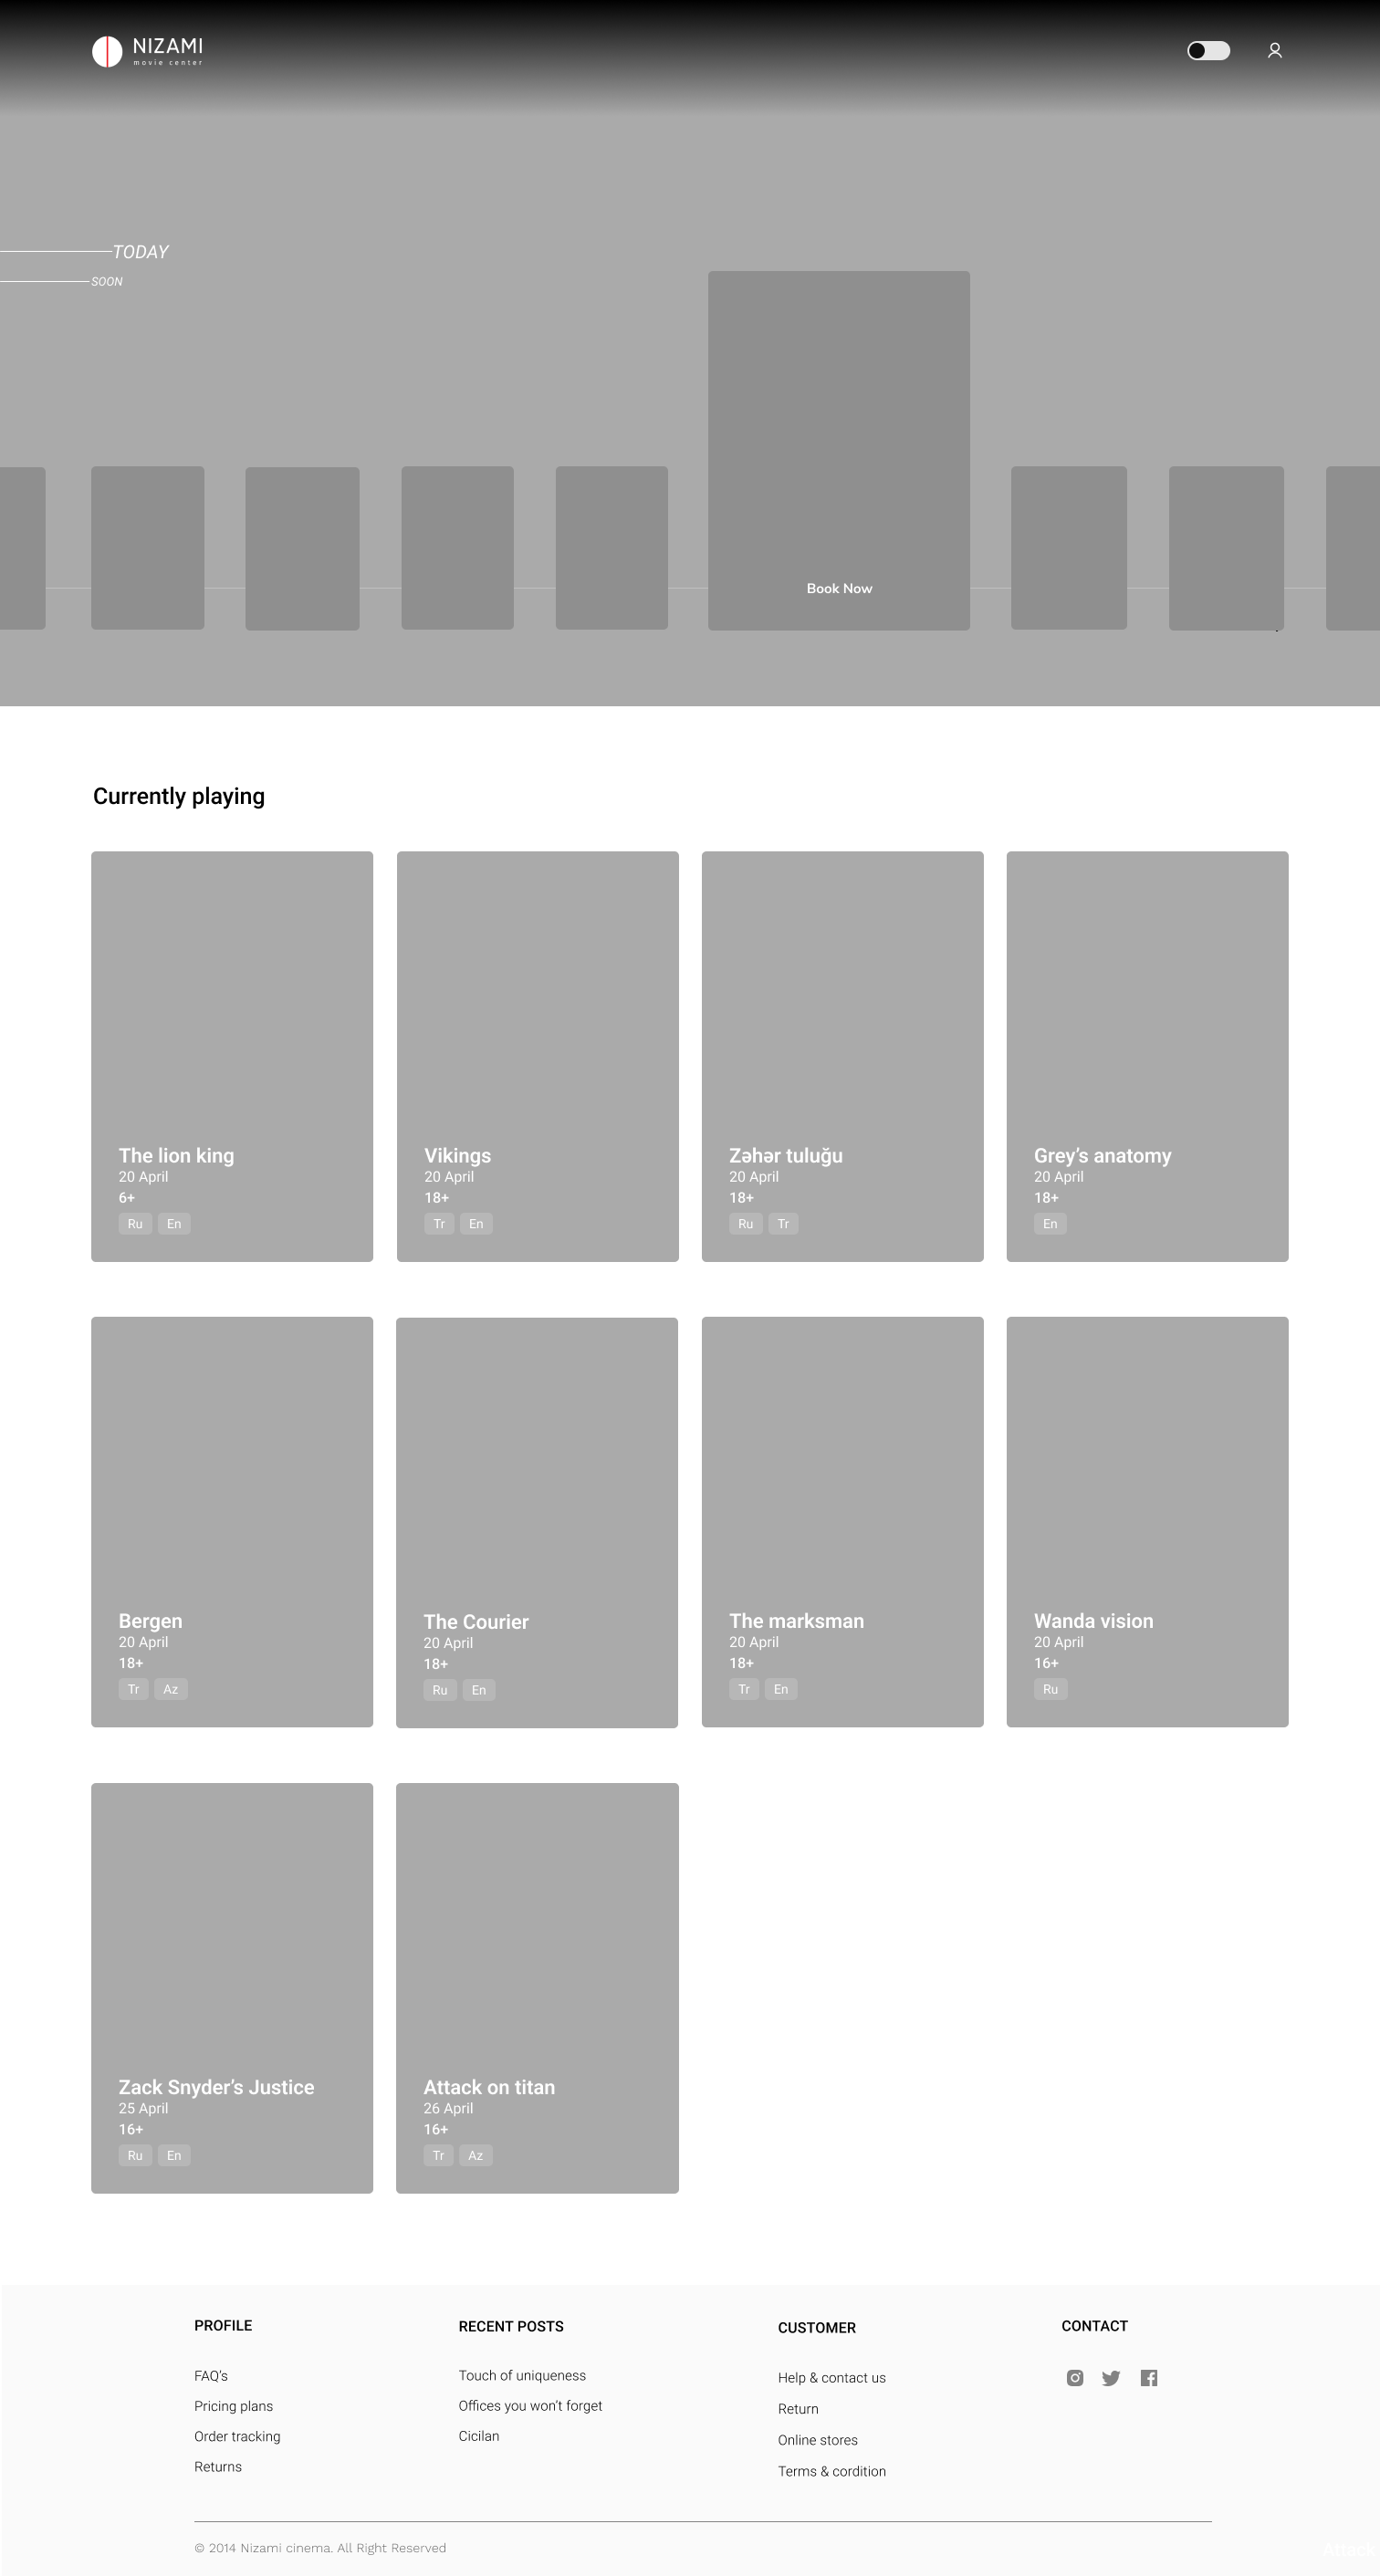 NIZAMI
movie center
TODAY
SOON
Book Now
Currently playing
The lion king
20 April
6+
Ru En
Vikings
20 April
18+
Tr En
Zəhər tuluğu
20 April
18+
Ru Tr
Grey’s anatomy
20 April
18+
En
Bergen
20 April
18+
Tr Az
The Courier
20 April
18+
Ru En
The marksman
20 April
18+
Tr En
Wanda vision
20 April
16+
Ru
Zack Snyder’s Justice
25 April
16+
Ru En
Attack on titan
26 April
16+
Tr Az
PROFILE
FAQ’s
Pricing plans
Order tracking
Returns
RECENT POSTS
Touch of uniqueness
Offices you won’t forget
Cicilan
CUSTOMER
Help & contact us
Return
Online stores
Terms & cordition
CONTACT
© 2014 Nizami cinema. All Right Reserved